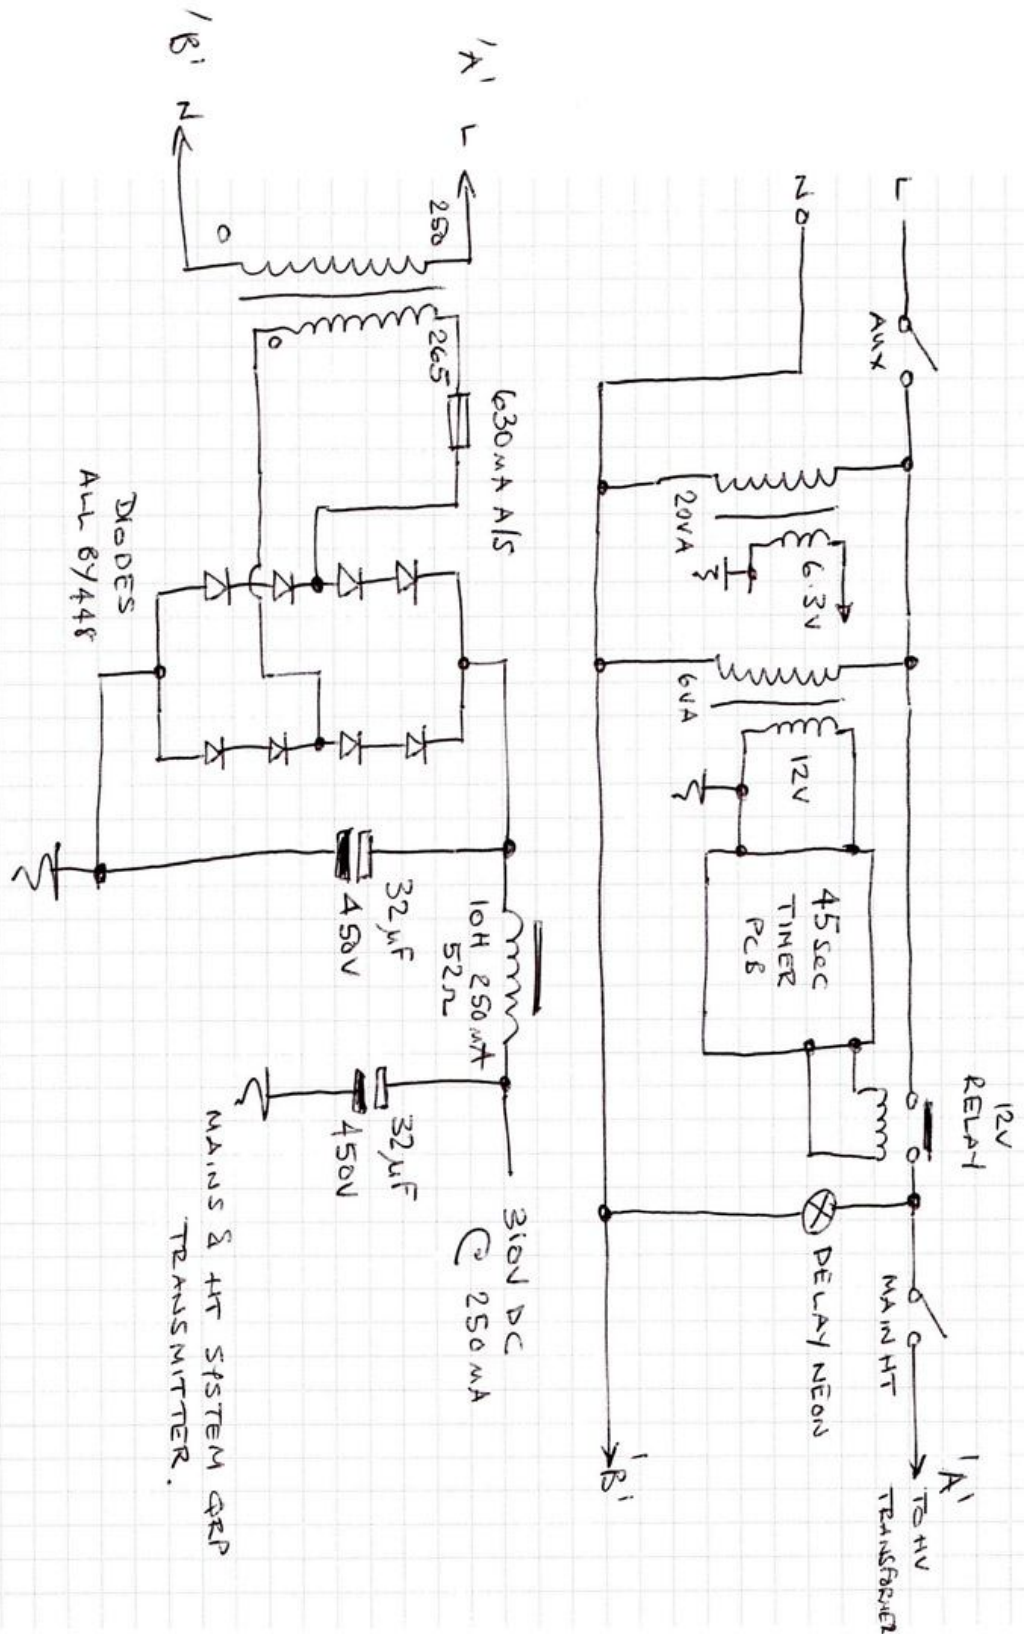 L
AUX
N
20VA
6.3V
6VA
12V
45 SEC
TIMER
PCB
12V
RELAY
DELAY NEON
MAIN HT
'A'
TO HV
TRANSFORMER
'B'
'A'
L
'B'
N
250
0
265
0
630mA A/S
DIODES
ALL BY448
32µF
450V
10H 250mA
52Ω
32µF
450V
310V DC
@ 250mA
MAINS & HT SYSTEM QRP
TRANSMITTER.